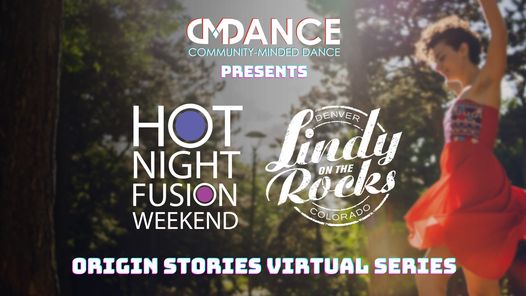 CMDANCE
COMMUNITY-MINDED DANCE
PRESENTS
HOT
NIGHT
FUSION
WEEKEND
DENVER
Lindy
ON THE
Rocks
COLORADO
ORIGIN STORIES VIRTUAL SERIES